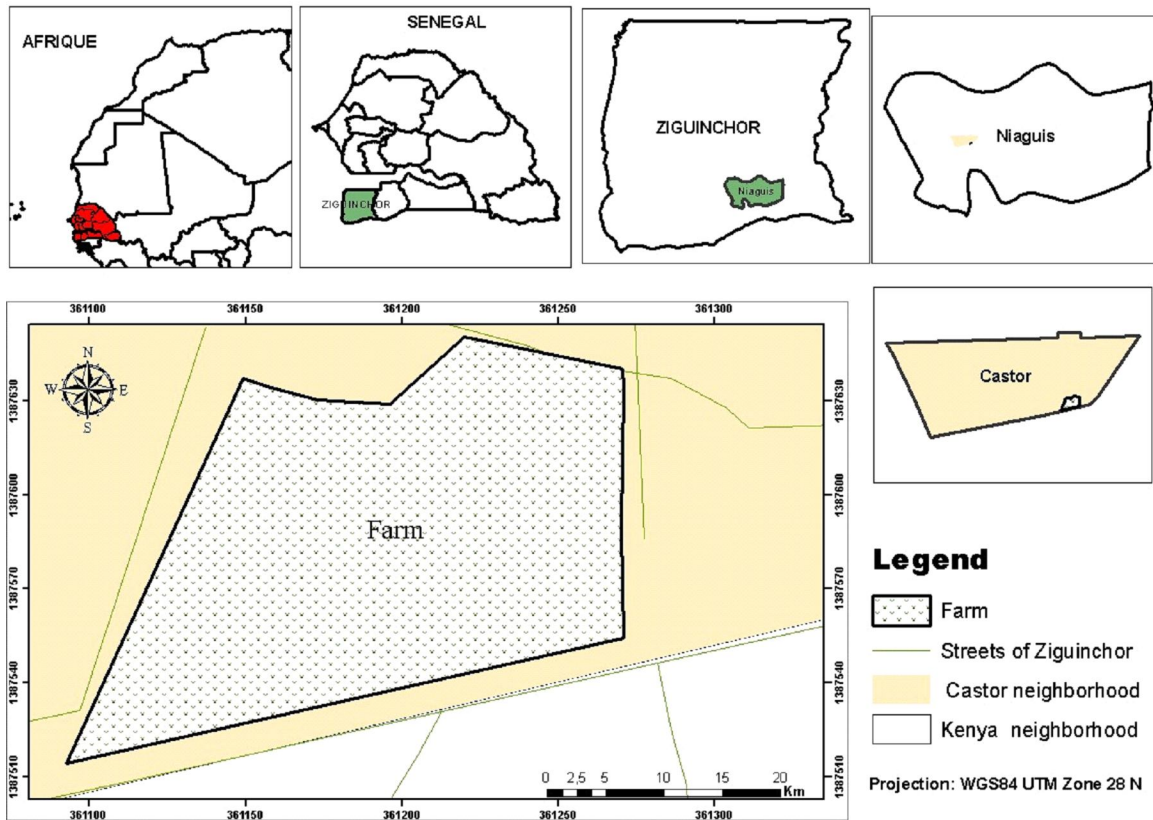 AFRIQUE
SENEGAL
ZIGUINCHOR
ZIGUINCHOR
Niaguis
Niaguis
361100 361150 361200 361250 361300
N
W E
S
1387630
1387600
1387570
1387540
1387510
Farm
1387630
1387600
1387570
1387540
1387510
0 2,5 5 10 15 20
Km
361100 361150 361200 361250 361300
Castor
Legend
Farm
Streets of Ziguinchor
Castor neighborhood
Kenya neighborhood
Projection: WGS84 UTM Zone 28 N